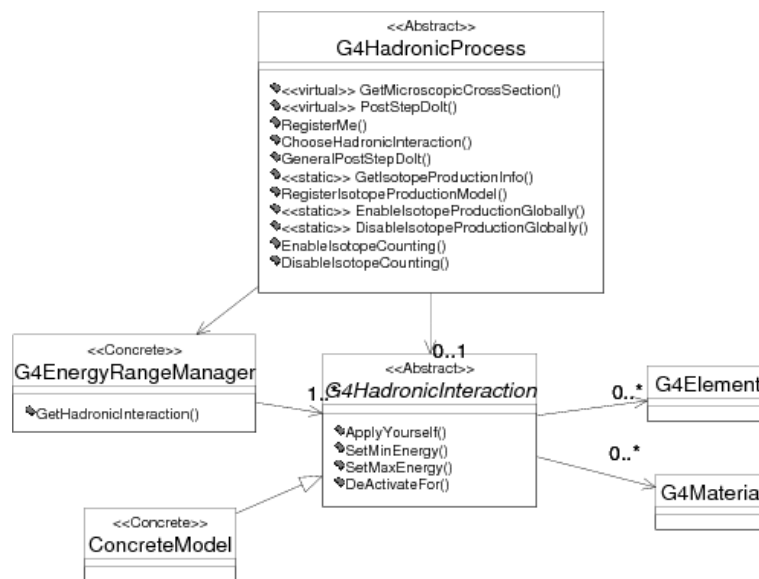 <<Abstract>>
G4HadronicProcess
<<virtual>> GetMicroscopicCrossSection()
<<virtual>> PostStepDoIt()
RegisterMe()
ChooseHadronicInteraction()
GeneralPostStepDoIt()
<<static>> GetIsotopeProductionInfo()
RegisterIsotopeProductionModel()
<<static>> EnableIsotopeProductionGlobally()
<<static>> DisableIsotopeProductionGlobally()
EnableIsotopeCounting()
DisableIsotopeCounting()
0..1
<<Concrete>>
G4EnergyRangeManager
GetHadronicInteraction()
1..*
<<Abstract>>
G4HadronicInteraction
ApplyYourself()
SetMinEnergy()
SetMaxEnergy()
DeActivateFor()
0..*
G4Element
0..*
G4Materia
<<Concrete>>
ConcreteModel